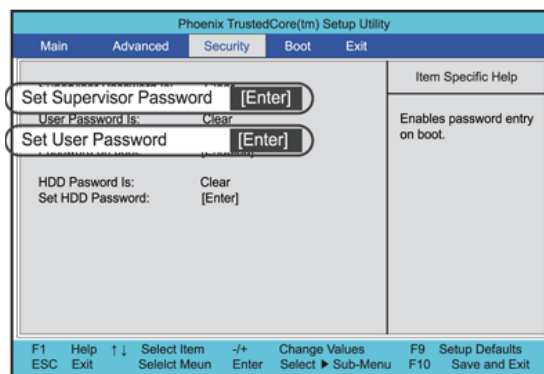 Phoenix TrustedCore(tm) Setup Utility
Main Advanced Security Boot Exit
Item Specific Help
Set Supervisor Password [Enter]
User Password Is: Clear
Enables password entry
on boot.
Set User Password [Enter]
HDD Pasword Is: Clear
Set HDD Password: [Enter]
F1 Help ↑↓ Select Item -/+ Change Values F9 Setup Defaults
ESC Exit Selelct Meun Enter Select ▶ Sub-Menu F10 Save and Exit